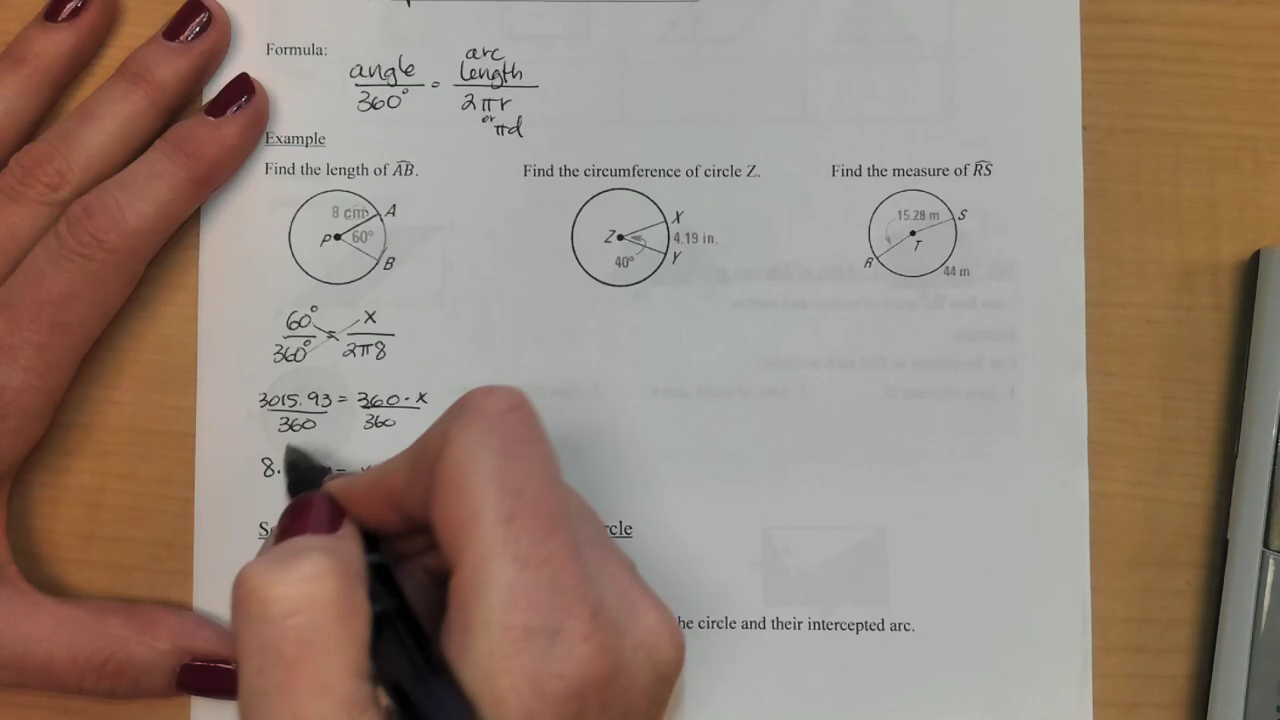 Formula:
angle
360°
=
arc
length
2πr
or πd
Example
Find the length of AB.
Find the circumference of circle Z.
Find the measure of RS
8 cm
A
P
60°
B
Z
X
4.19 in.
40°
Y
15.28 m
S
T
R
44 m
60°
360°
=
x
2π8
3015.93 = 360 · x
360 360
8.
=
he circle and their intercepted arc.